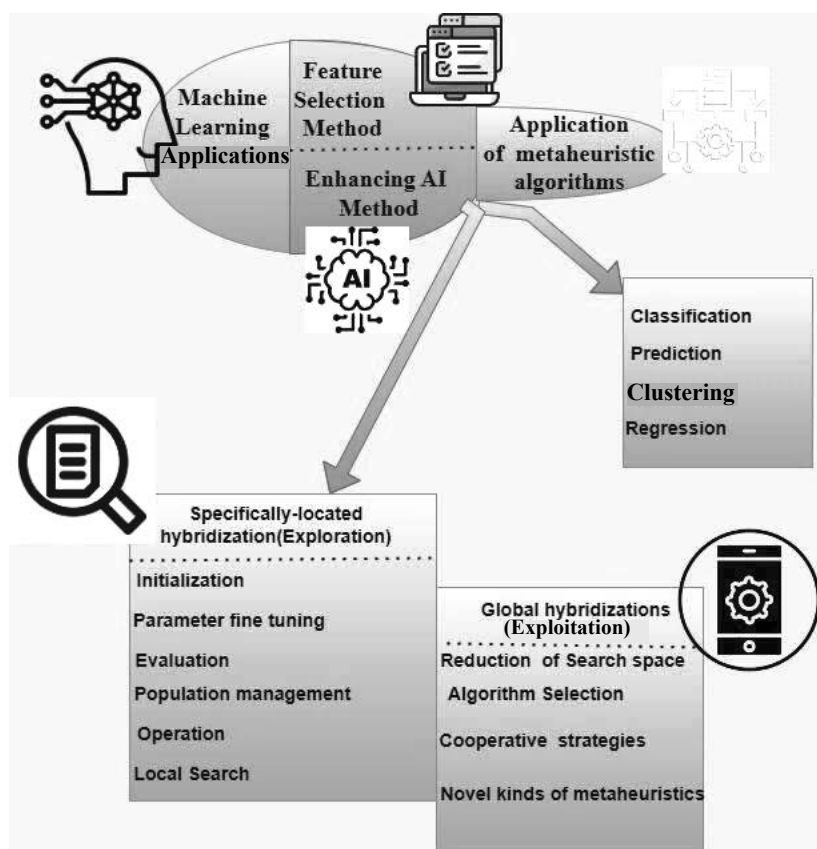 Machine
Learning
Applications
Feature
Selection
Method
Enhancing AI
Method
Application
of metaheuristic
algorithms
AI
Classification
Prediction
Clustering
Regression
Specifically-located
hybridization(Exploration)
Initialization
Parameter fine tuning
Evaluation
Population management
Operation
Local Search
Global hybridizations
(Exploitation)
Reduction of Search space
Algorithm Selection
Cooperative strategies
Novel kinds of metaheuristics